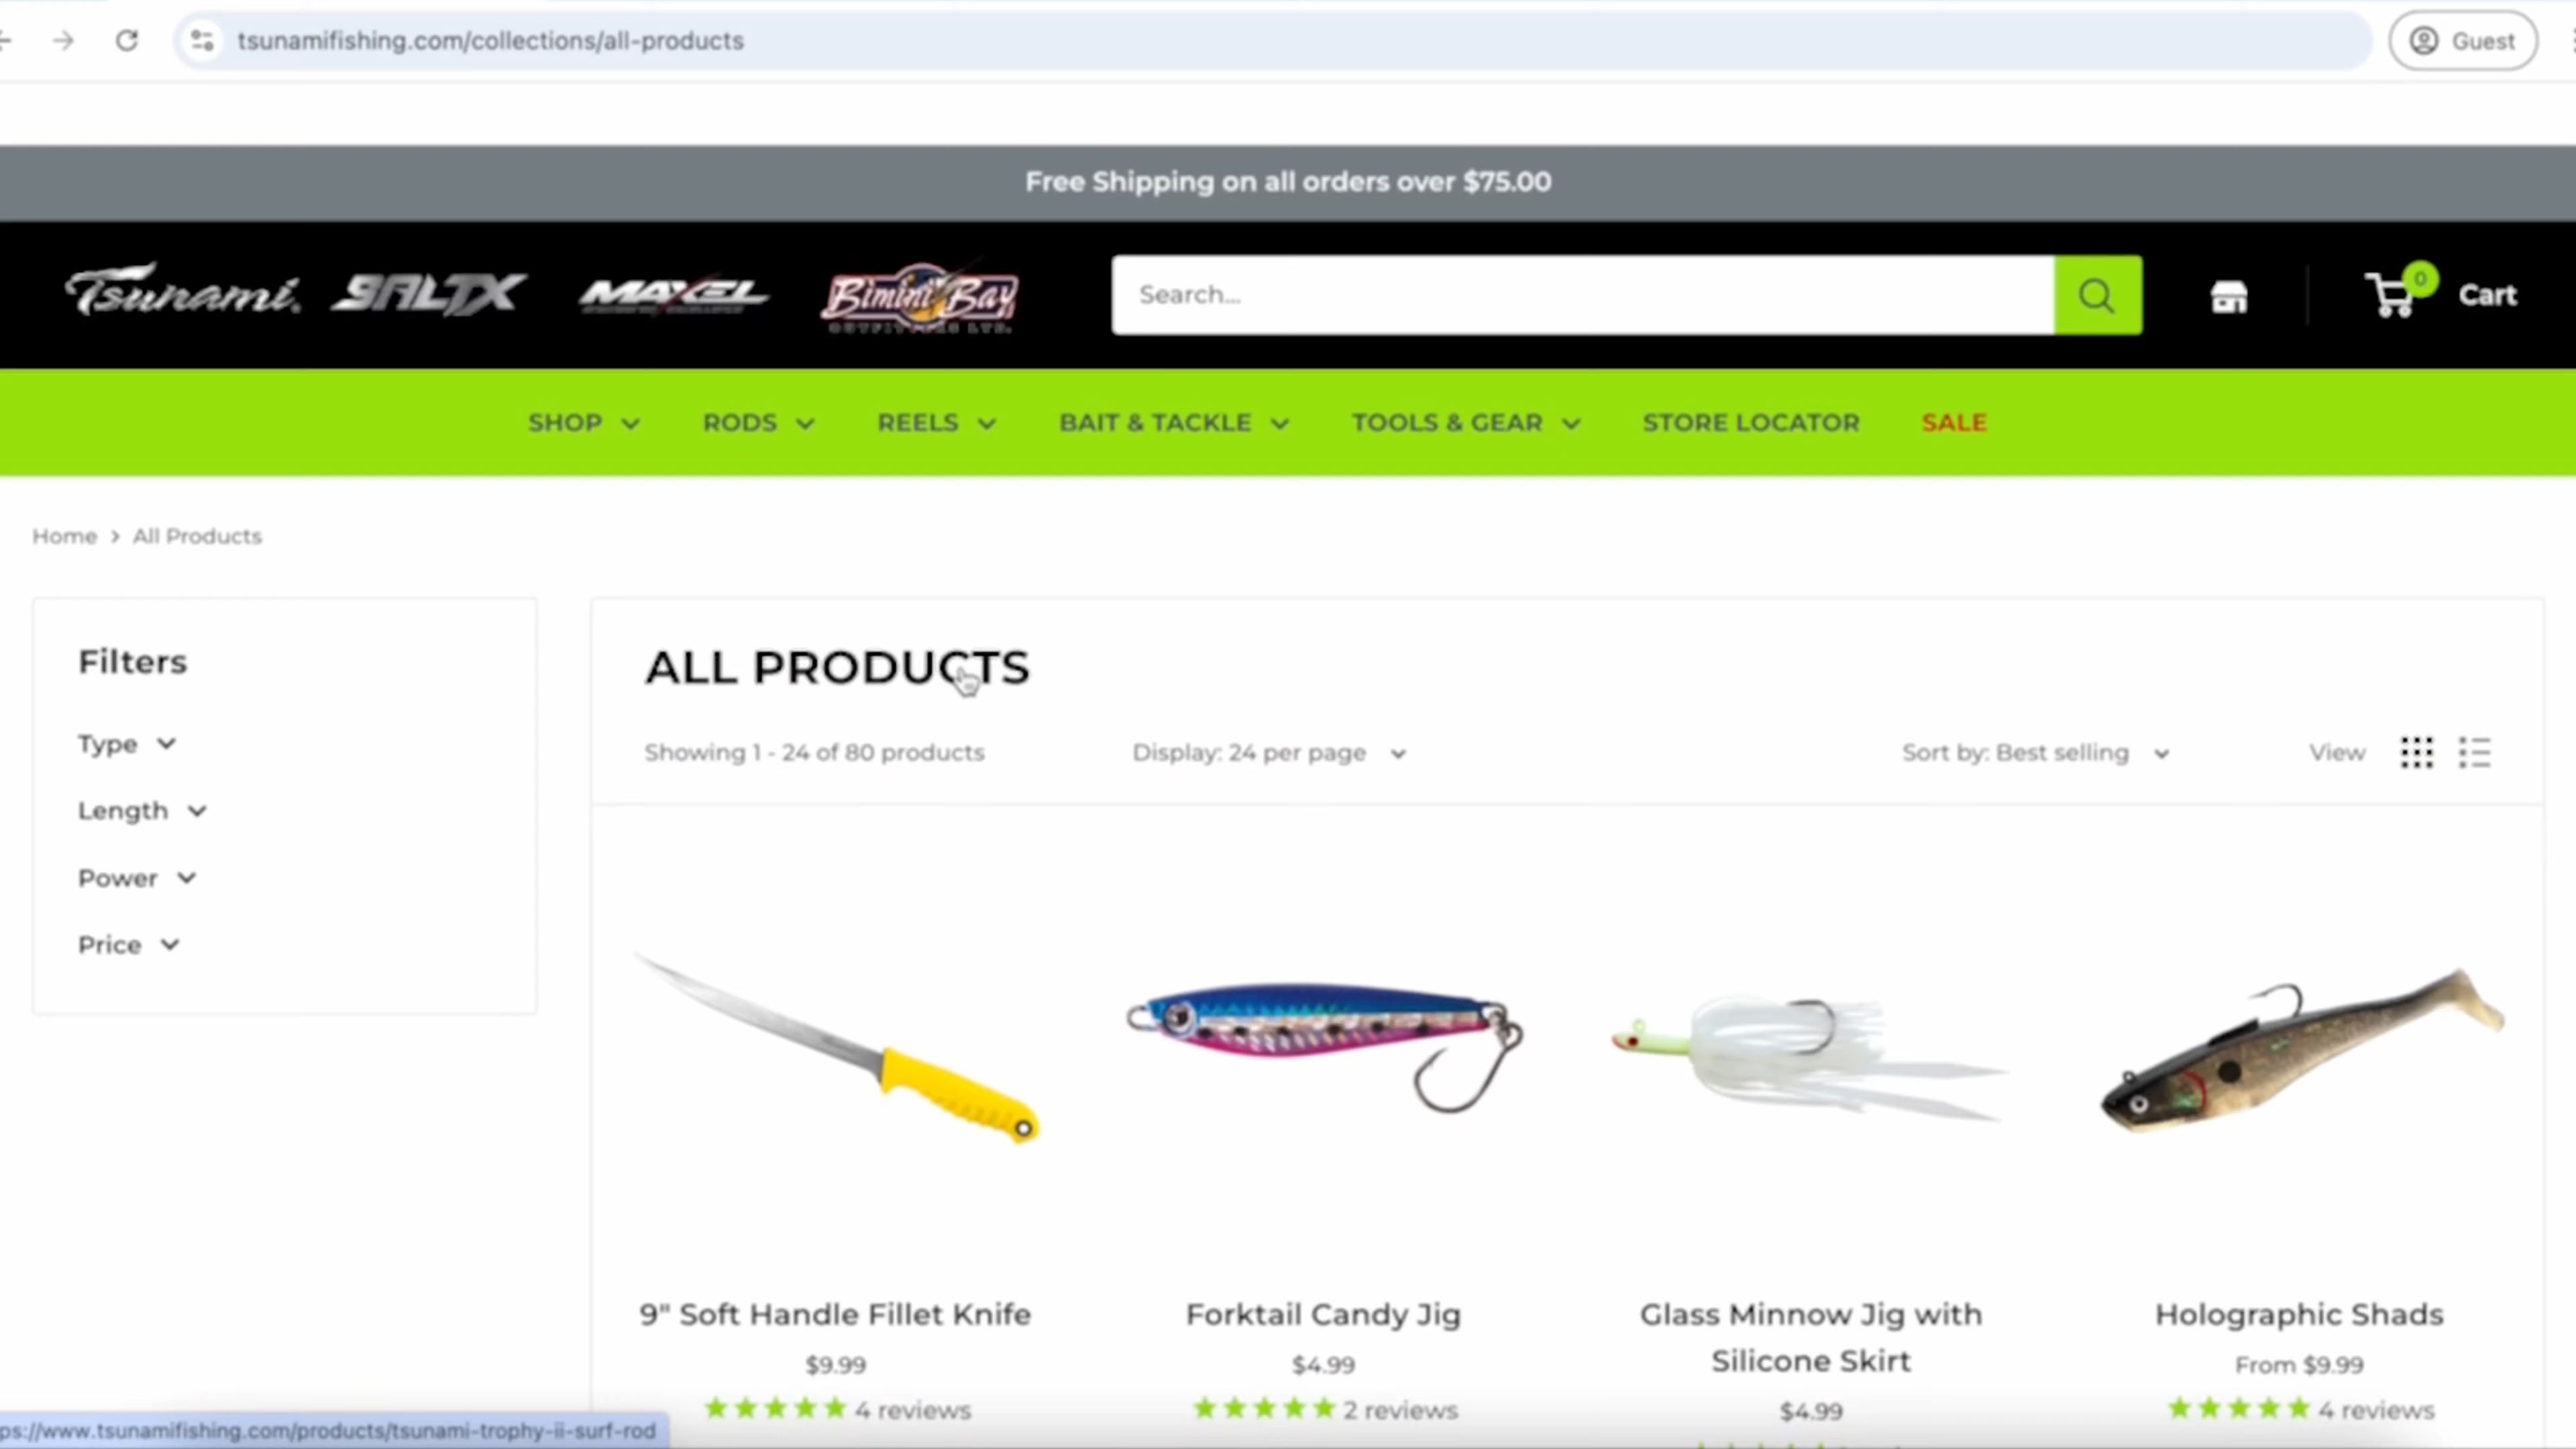 tsunamifishing.com/collections/all-products
Guest
Free Shipping on all orders over $75.00
Tsunami.
SALTX
MAXEL
Bimini Bay
OUTFITTERS LTD.
Search...
0
Cart
SHOP
RODS
REELS
BAIT & TACKLE
TOOLS & GEAR
STORE LOCATOR
SALE
Home > All Products
Filters
Type
Length
Power
Price
ALL PRODUCTS
Showing 1 - 24 of 80 products
Display: 24 per page
Sort by: Best selling
View
9" Soft Handle Fillet Knife
$9.99
4 reviews
Forktail Candy Jig
$4.99
2 reviews
Glass Minnow Jig with
Silicone Skirt
$4.99
Holographic Shads
From $9.99
4 reviews
ps://www.tsunamifishing.com/products/tsunami-trophy-ii-surf-rod